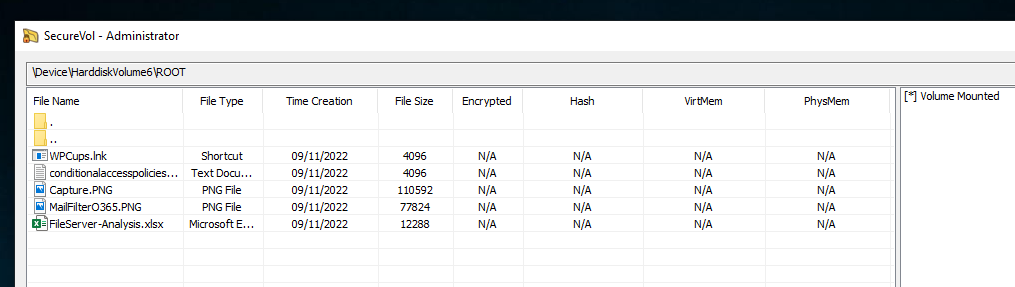 SecureVol - Administrator
\Device\HarddiskVolume6\ROOT
File Name File Type Time Creation File Size Encrypted Hash VirtMem PhysMem
[*] Volume Mounted
.
..
WPCups.lnk Shortcut 09/11/2022 4096 N/A N/A N/A N/A
conditionalaccesspolicies... Text Docu... 09/11/2022 4096 N/A N/A N/A N/A
Capture.PNG PNG File 09/11/2022 110592 N/A N/A N/A N/A
MailFilterO365.PNG PNG File 09/11/2022 77824 N/A N/A N/A N/A
FileServer-Analysis.xlsx Microsoft E... 09/11/2022 12288 N/A N/A N/A N/A